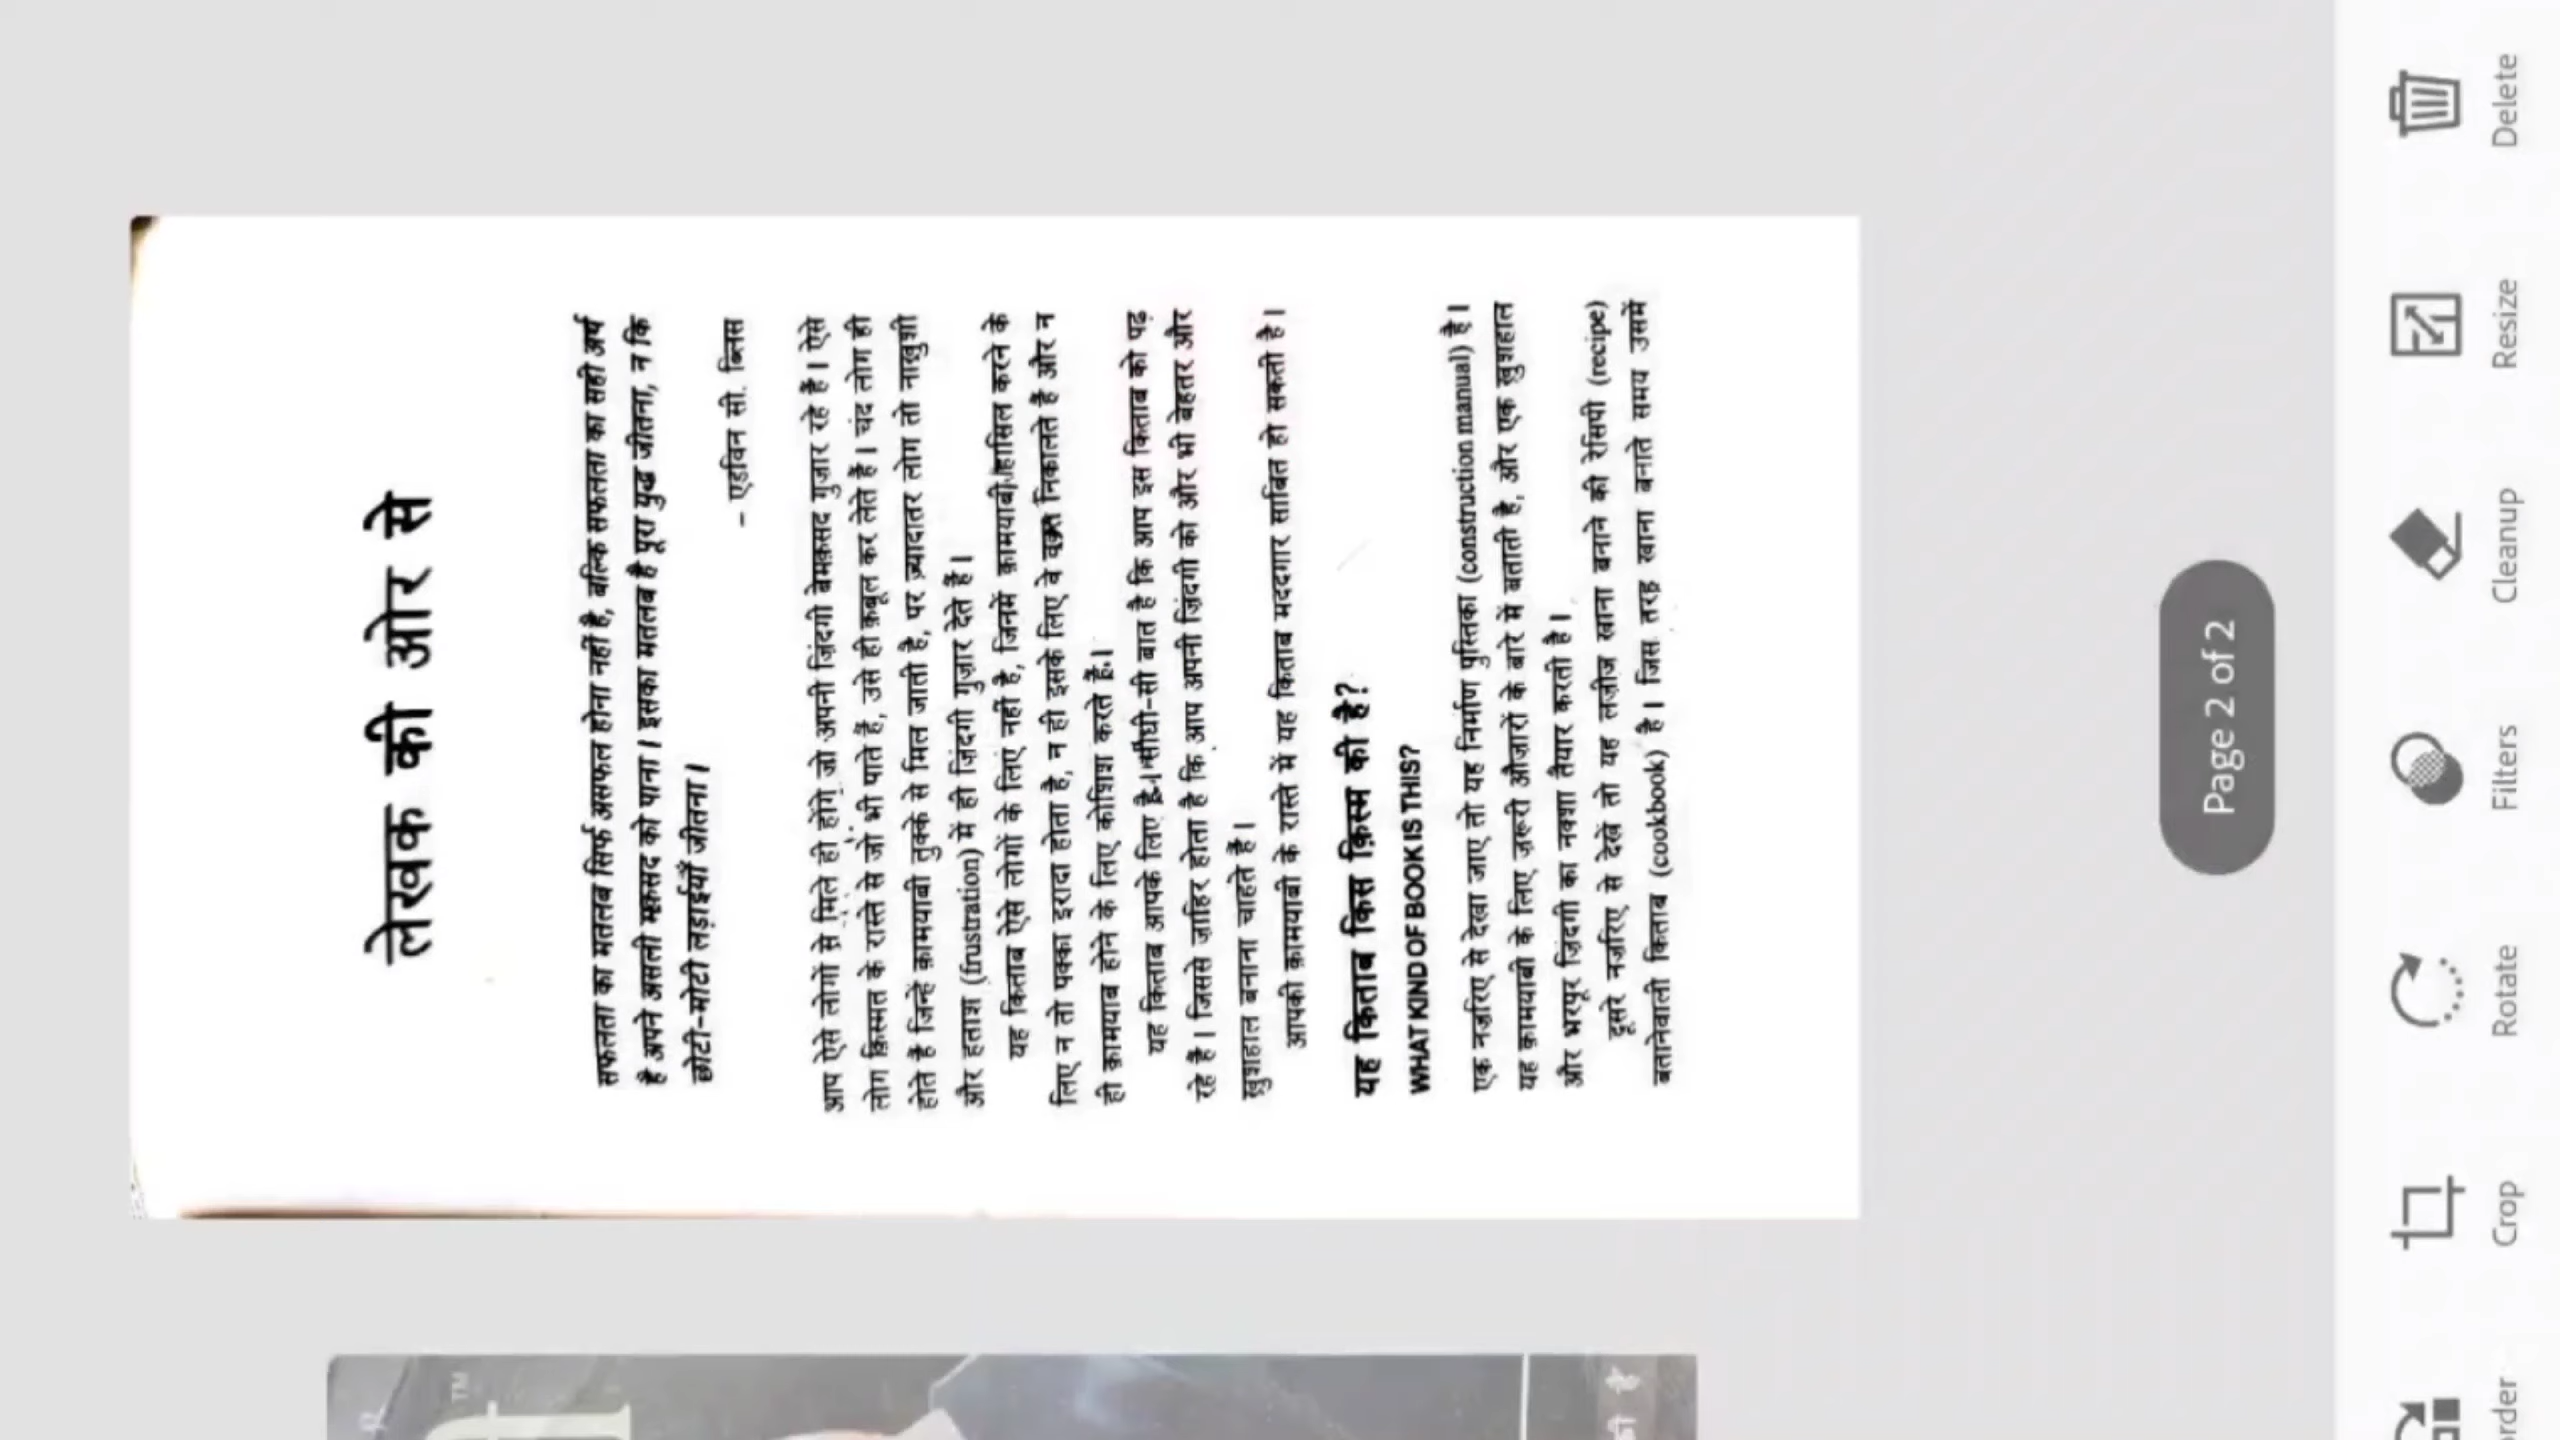 लेखक की ओर से
सफलता का मतलब सिर्फ असफल होना नहीं है, बल्कि सफलता का सही अर्थ
है अपने असली मक़सद को पाना। इसका मतलब है पूरा युद्ध जीतना, न कि
छोटी-मोटी लड़ाईयाँ जीतना।
– एडविन सी. ब्लिस
आप ऐसे लोगों से मिले ही होंगे जो अपनी ज़िंदगी बेमक़सद गुज़ार रहे हैं। ऐसे
लोग क़िस्मत के रास्ते से जो भी पाते हैं, उसे ही क़बूल कर लेते हैं। चंद लोग ही
होते हैं जिन्हें क़ामयाबी तुक्के से मिल जाती है, पर ज़्यादातर लोग तो नाख़ुशी
और हताश (frustration) में ही ज़िंदगी गुज़ार देते हैं।
यह किताब ऐसे लोगों के लिए नहीं है, जिनमें क़ामयाबी हासिल करने के
लिए न तो पक्का इरादा होता है, न ही इसके लिए वे वक़्त निकालते हैं और न
ही क़ामयाब होने के लिए कोशिश करते हैं।
यह किताब आपके लिए है। सीधी-सी बात है कि आप इस किताब को पढ़
रहे हैं। जिससे ज़ाहिर होता है कि आप अपनी ज़िंदगी को और भी बेहतर और
ख़ुशहाल बनाना चाहते हैं।
आपकी क़ामयाबी के रास्ते में यह किताब मददगार साबित हो सकती है।
यह किताब किस क़िस्म की है?
WHAT KIND OF BOOK IS THIS?
एक नज़रिए से देखा जाए तो यह निर्माण पुस्तिका (construction manual) है।
यह क़ामयाबी के लिए ज़रूरी औज़ारों के बारे में बताती है, और एक ख़ुशहाल
और भरपूर ज़िंदगी का नक्शा तैयार करती है।
दूसरे नज़रिए से देखें तो यह लज़ीज खाना बनाने की रेसिपी (recipe)
बतानेवाली किताब (cookbook) है। जिस तरह खाना बनाते समय उसमें
Page 2 of 2
Rotate
Crop
Filters
Cleanup
Resize
Delete
TM